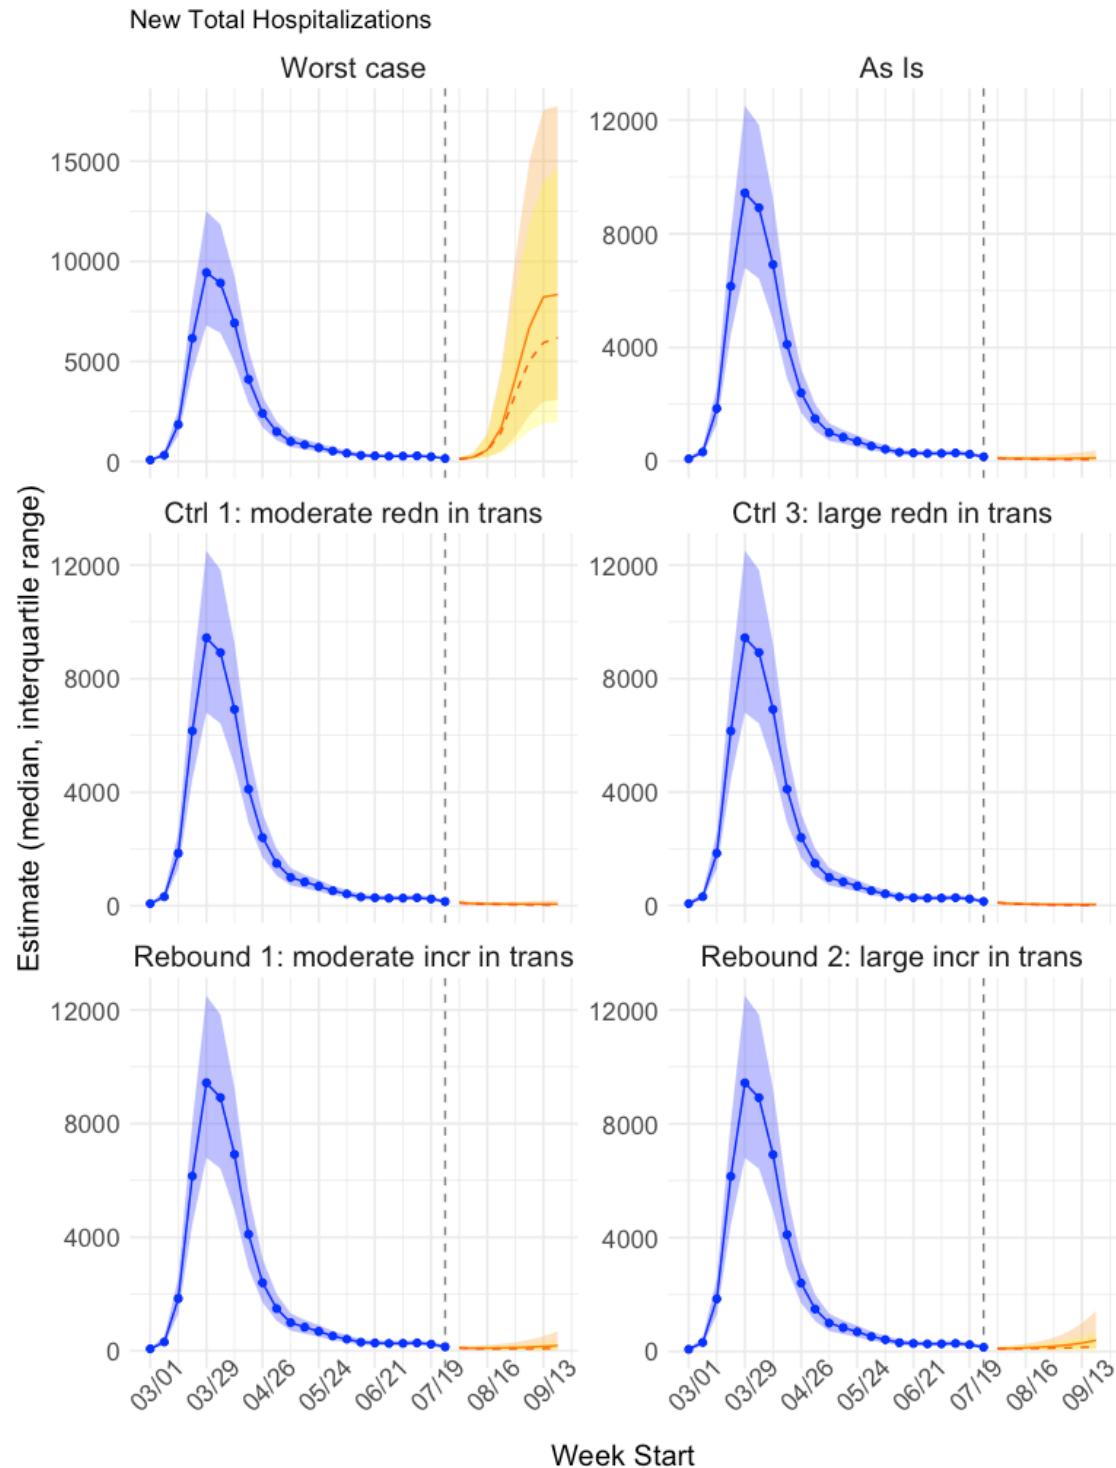 New Total Hospitalizations
Worst case
As Is
15000
10000
5000
0
12000
8000
4000
0
Ctrl 1: moderate redn in trans
Ctrl 3: large redn in trans
12000
8000
4000
0
12000
8000
4000
0
Estimate (median, interquartile range)
Rebound 1: moderate incr in trans
Rebound 2: large incr in trans
12000
8000
4000
0
12000
8000
4000
0
03/01 03/29 04/26 05/24 06/21 07/19 08/16 09/13
03/01 03/29 04/26 05/24 06/21 07/19 08/16 09/13
Week Start